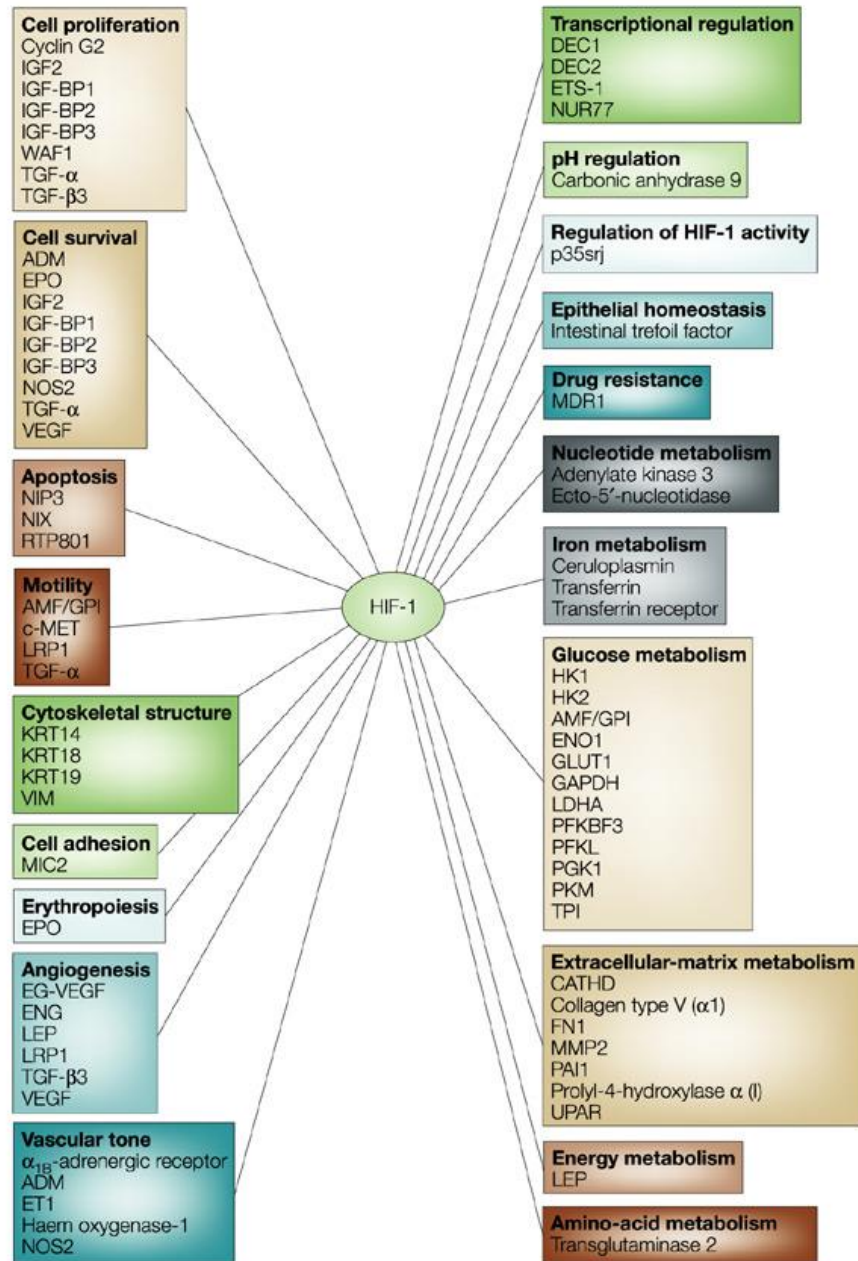 Cell proliferation
Cyclin G2
IGF2
IGF-BP1
IGF-BP2
IGF-BP3
WAF1
TGF-α
TGF-β3
Cell survival
ADM
EPO
IGF2
IGF-BP1
IGF-BP2
IGF-BP3
NOS2
TGF-α
VEGF
Apoptosis
NIP3
NIX
RTP801
Motility
AMF/GPI
c-MET
LRP1
TGF-α
Cytoskeletal structure
KRT14
KRT18
KRT19
VIM
Cell adhesion
MIC2
Erythropoiesis
EPO
Angiogenesis
EG-VEGF
ENG
LEP
LRP1
TGF-β3
VEGF
Vascular tone
α1B-adrenergic receptor
ADM
ET1
Haem oxygenase-1
NOS2
HIF-1
Transcriptional regulation
DEC1
DEC2
ETS-1
NUR77
pH regulation
Carbonic anhydrase 9
Regulation of HIF-1 activity
p35srj
Epithelial homeostasis
Intestinal trefoil factor
Drug resistance
MDR1
Nucleotide metabolism
Adenylate kinase 3
Ecto-5′-nucleotidase
Iron metabolism
Ceruloplasmin
Transferrin
Transferrin receptor
Glucose metabolism
HK1
HK2
AMF/GPI
ENO1
GLUT1
GAPDH
LDHA
PFKBF3
PFKL
PGK1
PKM
TPI
Extracellular-matrix metabolism
CATHD
Collagen type V (α1)
FN1
MMP2
PAI1
Prolyl-4-hydroxylase α (I)
UPAR
Energy metabolism
LEP
Amino-acid metabolism
Transglutaminase 2